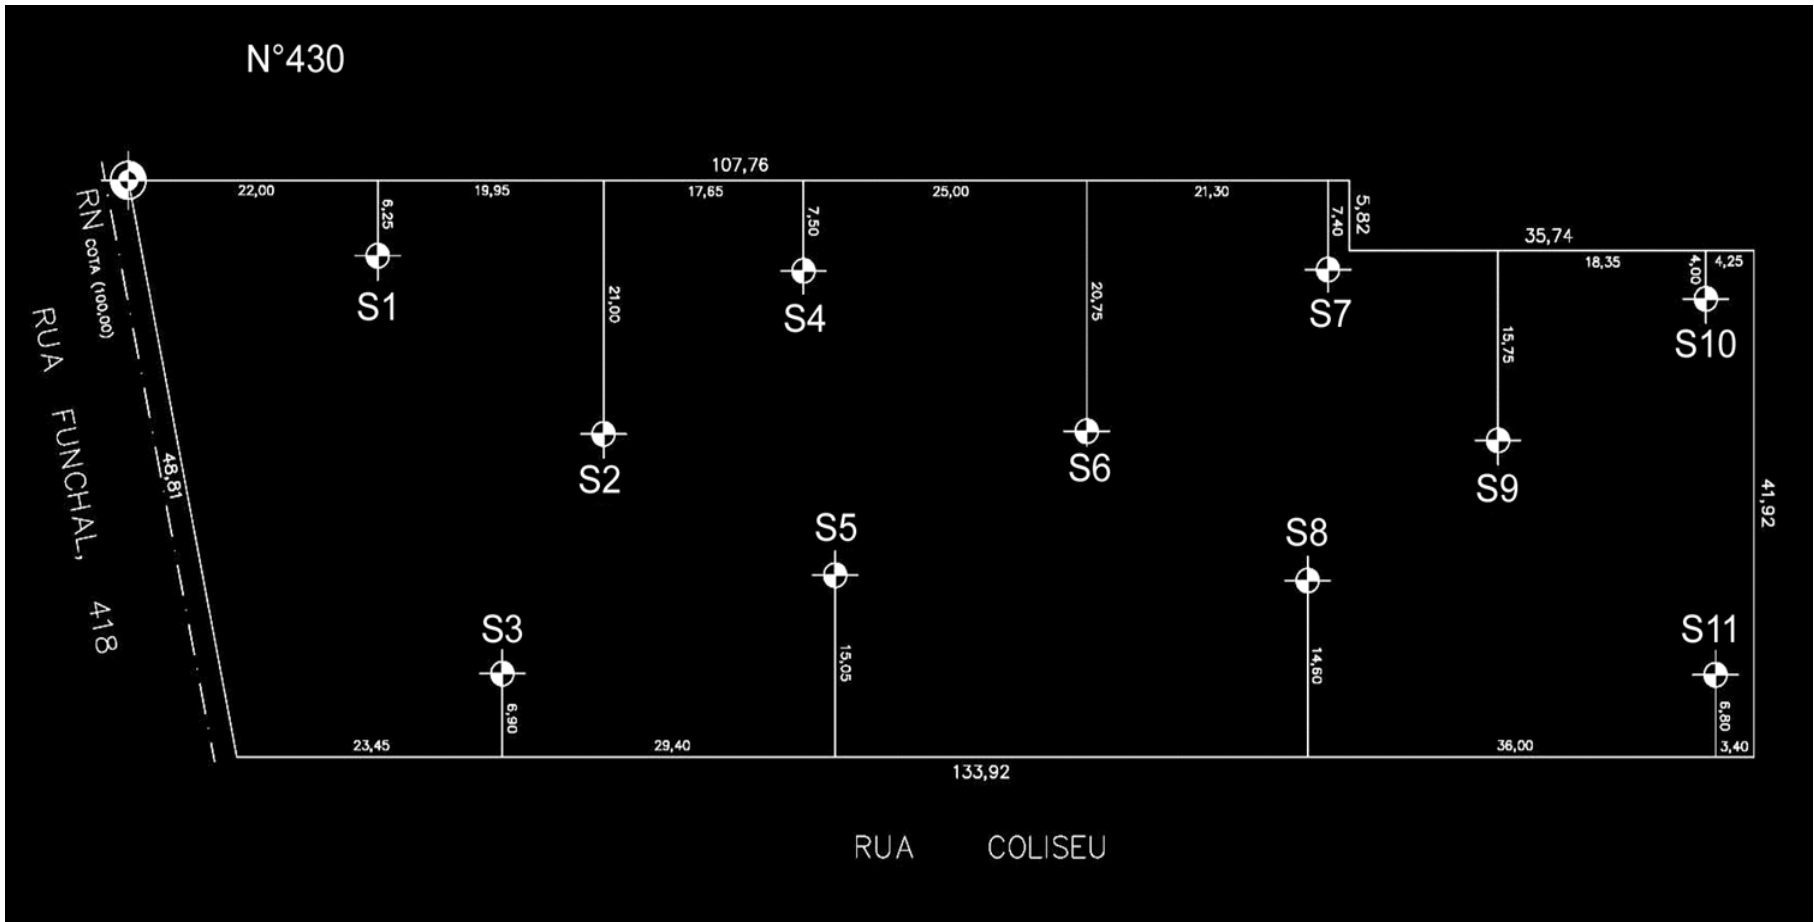 N°430
107,76
22,00
19,95
17,65
25,00
21,30
6,25
7,50
7,40
5,82
35,74
18,35
4,00
4,25
RN COTA (100,00)
S1
S4
S7
S10
21,00
20,75
15,75
RUA FUNCHAL, 418
48,81
S2
S6
S9
41,92
S5
S8
S3
S11
6,90
15,05
14,60
6,80
23,45
29,40
36,00
3,40
133,92
RUA COLISEU